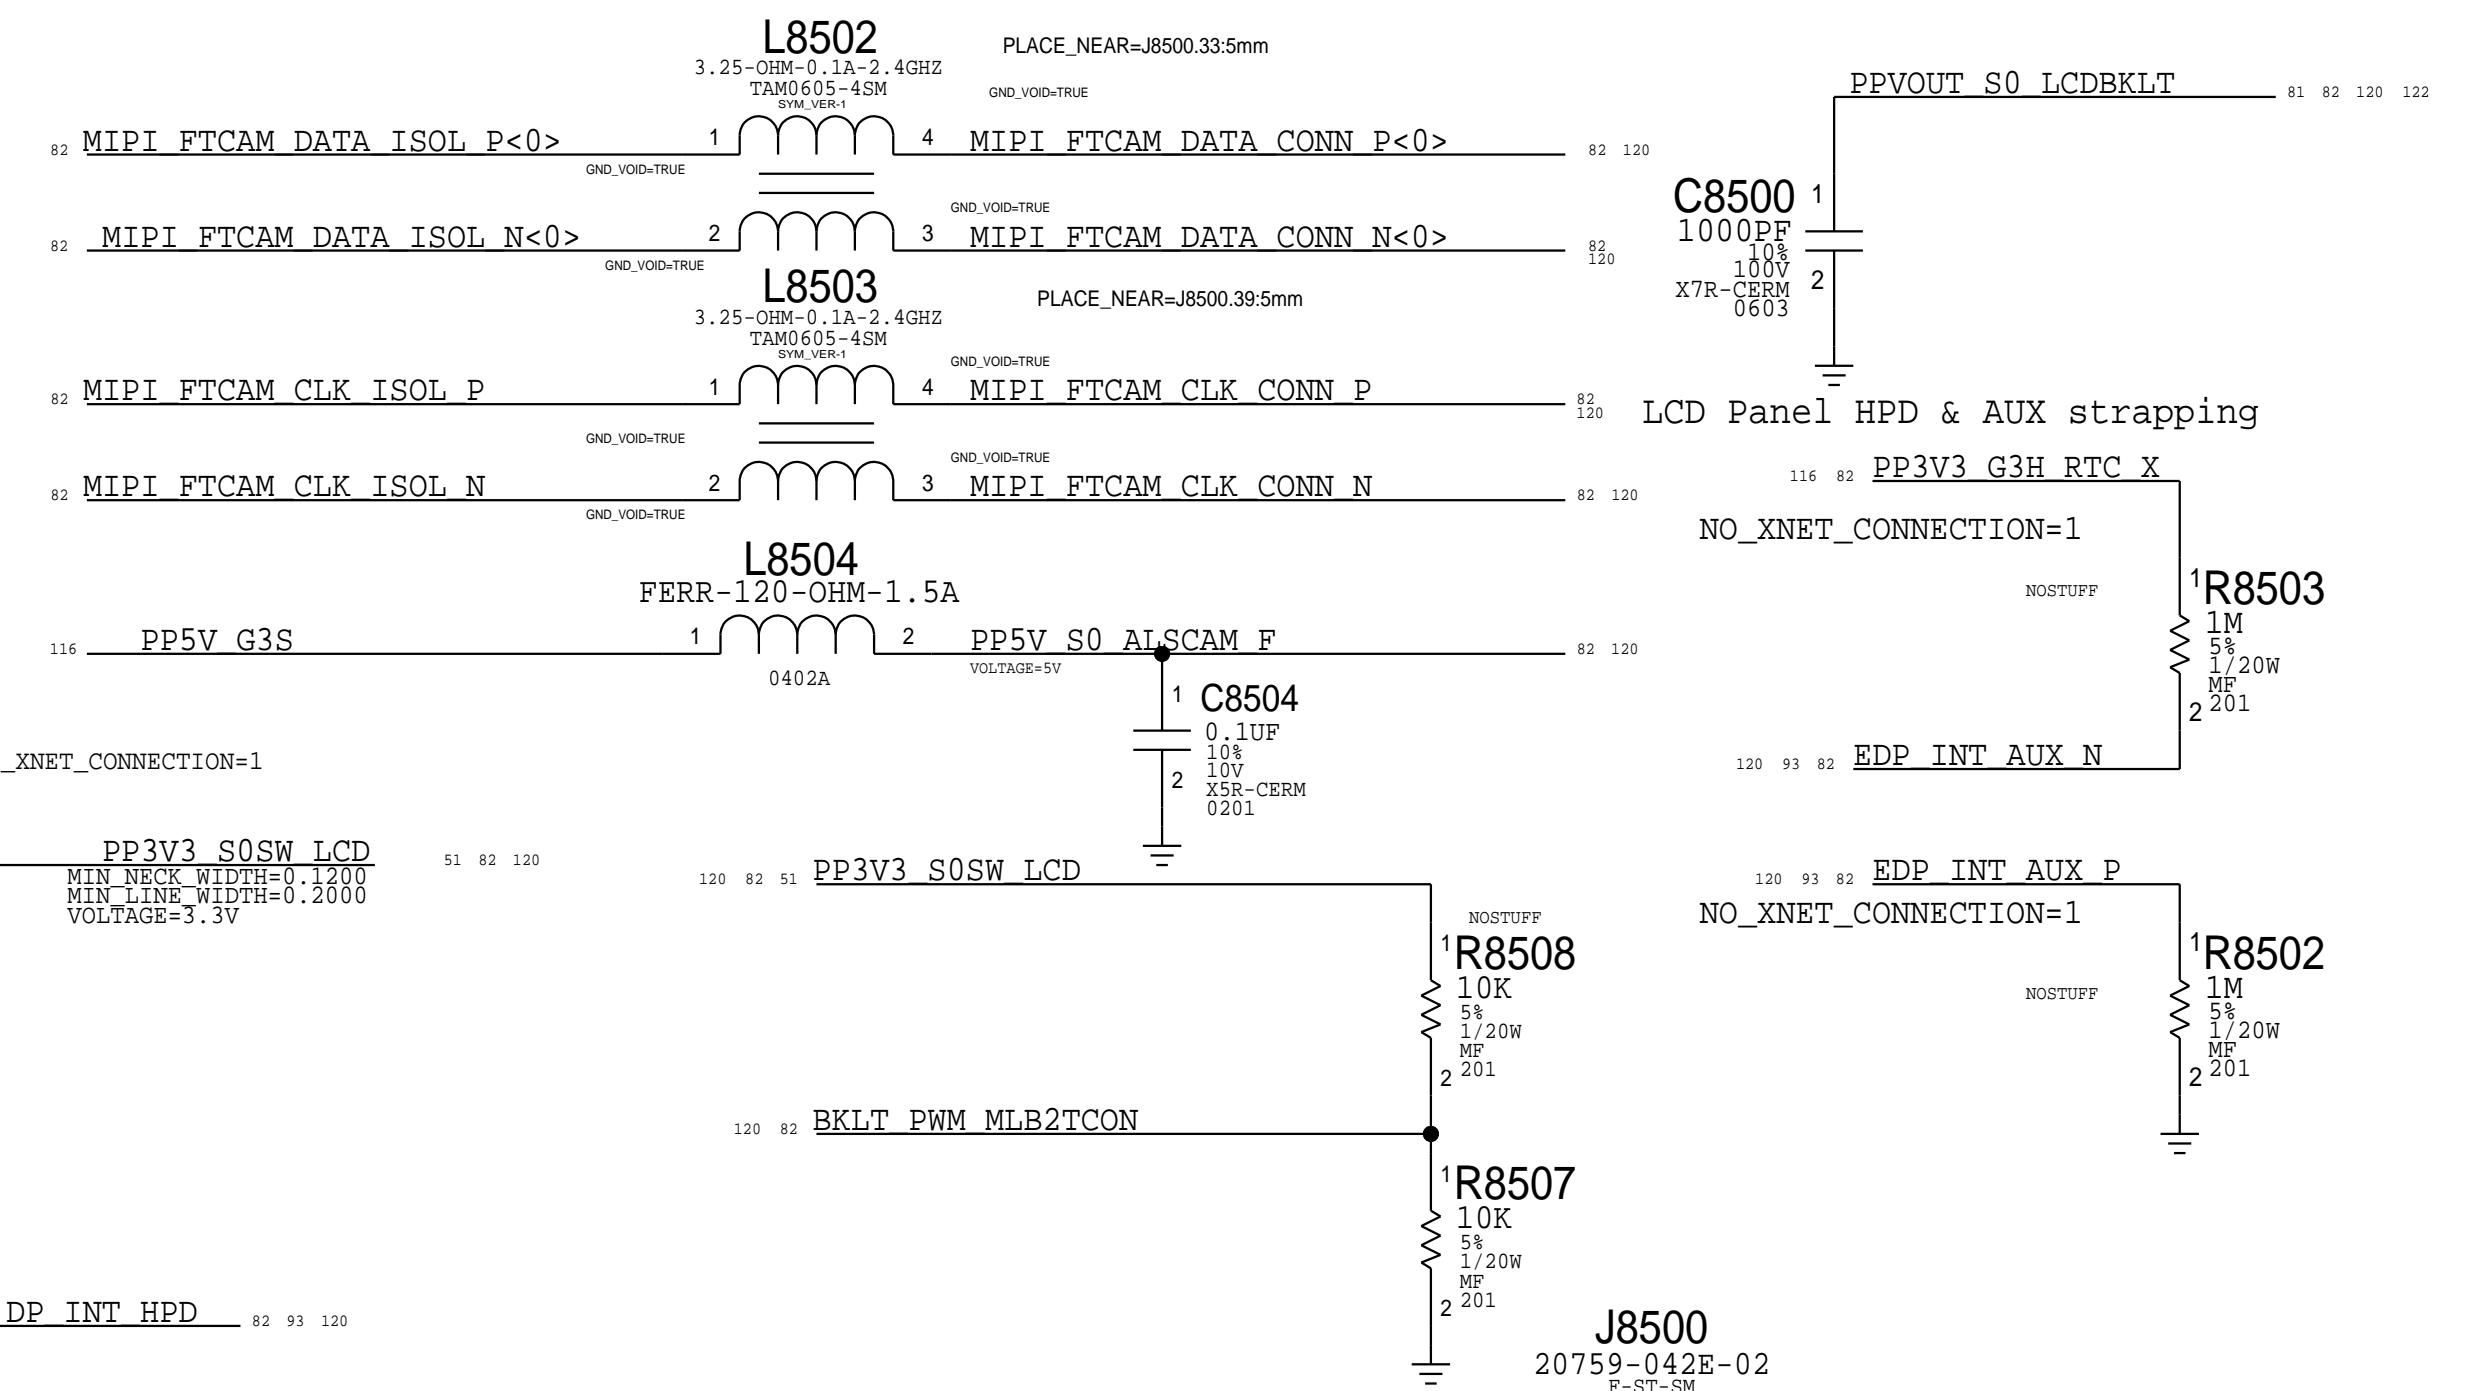 L8502
3.25-OHM-0.1A-2.4GHZ
TAM0605-4SM
SYM_VER-1
PLACE_NEAR=J8500.33:5mm
GND_VOID=TRUE
82 MIPI_FTCAM_DATA_ISOL_P<0> 1 4 MIPI_FTCAM_DATA_CONN_P<0> 82 120
GND_VOID=TRUE
GND_VOID=TRUE
82 MIPI_FTCAM_DATA_ISOL_N<0> 2 3 MIPI_FTCAM_DATA_CONN_N<0> 82
120
GND_VOID=TRUE
L8503
3.25-OHM-0.1A-2.4GHZ
TAM0605-4SM
SYM_VER-1
PLACE_NEAR=J8500.39:5mm
GND_VOID=TRUE
82 MIPI_FTCAM_CLK_ISOL_P 1 4 MIPI_FTCAM_CLK_CONN_P 82
120
GND_VOID=TRUE
GND_VOID=TRUE
82 MIPI_FTCAM_CLK_ISOL_N 2 3 MIPI_FTCAM_CLK_CONN_N 82 120
GND_VOID=TRUE
L8504
FERR-120-OHM-1.5A
116 PP5V_G3S 1 2 PP5V_S0_ALSCAM_F 82 120
0402A
VOLTAGE=5V
1 C8504
0.1UF
10%
10V
2 X5R-CERM
0201
_XNET_CONNECTION=1
PP3V3_S0SW_LCD 51 82 120
MIN_NECK_WIDTH=0.1200
MIN_LINE_WIDTH=0.2000
VOLTAGE=3.3V
120 82 51 PP3V3_S0SW_LCD
NOSTUFF
1 R8508
10K
5%
1/20W
MF
2 201
120 82 BKLT_PWM_MLB2TCON
1 R8507
10K
5%
1/20W
MF
2 201
DP_INT_HPD 82 93 120
J8500
20759-042E-02
F-ST-SM
PPVOUT_S0_LCDBKLT 81 82 120 122
C8500 1
1000PF
10%
100V
X7R-CERM 2
0603
LCD Panel HPD & AUX strapping
116 82 PP3V3_G3H_RTC_X
NO_XNET_CONNECTION=1
NOSTUFF
1 R8503
1M
5%
1/20W
MF
2 201
120 93 82 EDP_INT_AUX_N
120 93 82 EDP_INT_AUX_P
NO_XNET_CONNECTION=1
NOSTUFF
1 R8502
1M
5%
1/20W
MF
2 201